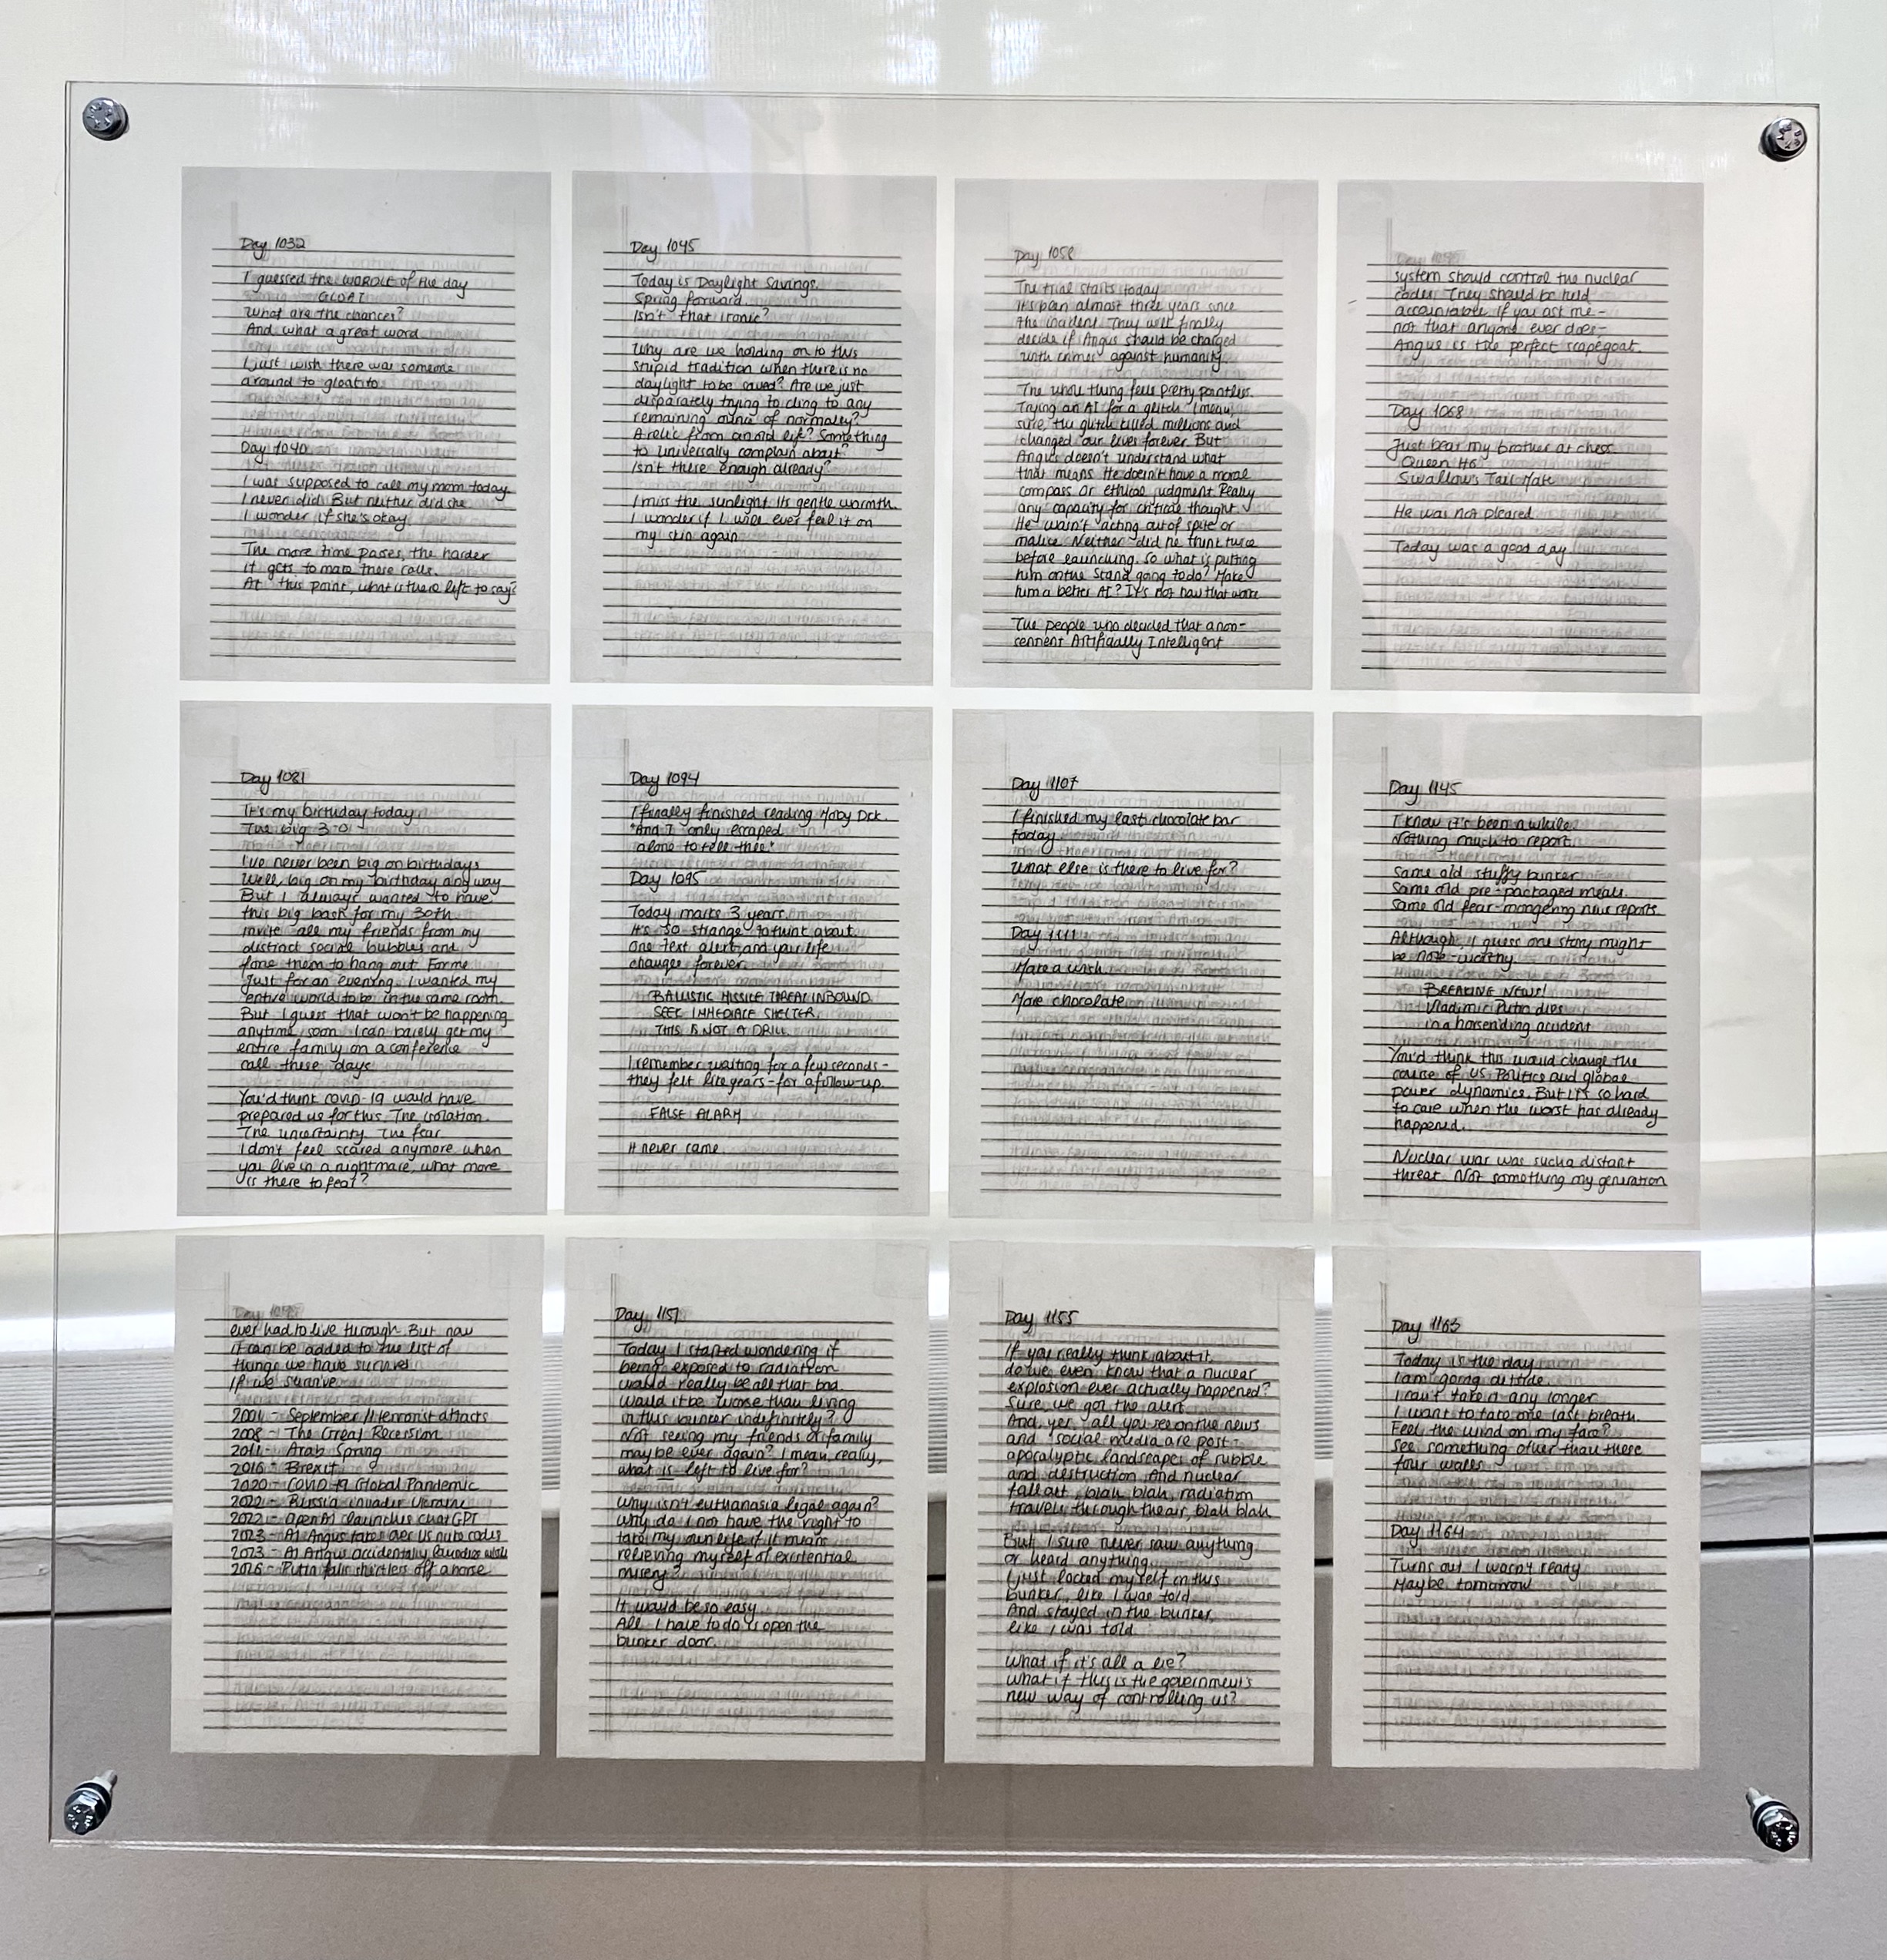 Day 1032
I guessed the WORDLE of the day
GLOAT
What are the chances?
And what a great word.
I just wish there was someone
around to gloat to.
Day 1040
I was supposed to call my mom today.
I never did. But neither did she.
I wonder if she's okay.
The more time passes, the harder
it gets to make these calls.
At this point, what is there left to say?
Day 1045
Today is Daylight Savings.
Spring forward.
Isn't that ironic?
Why are we holding on to this
stupid tradition when there is no
daylight to be saved? Are we just
desparately trying to cling to any
remaining ounce of normalcy?
A relic from an old life? Something
to universally complain about?
Isn't there enough already?
I miss the sunlight. Its gentle warmth.
I wonder if I will ever feel it on
my skin again.
Day 1058
The trial starts today.
It's been almost three years since
the incident. They will finally
decide if Angus should be charged
with crimes against humanity.
The whole thing feels pretty pointless.
Trying an AI for a glitch. I mean,
sure, the glitch killed millions and
changed our lives forever. But
Angus doesn't understand what
that means. He doesn't have a moral
compass. Or ethical judgment. Really
any capacity for critical thought.
He wasn't acting out of spite or
malice. Neither did he think twice
before launching. So what is putting
him on the stand going to do? Make
him a better AI? It's not how that works.
The people who decided that a non-
sentient Artificially Intelligent
system should control the nuclear
codes. They should be held
accountable. If you ask me-
not that anyone ever does-
Angus is the perfect scapegoat.
Day 1068
Just beat my brother at chess.
Queen H6
Swallows Tail Mate
He was not pleased.
Today was a good day.
Day 1081
It's my birthday today.
The big 3-0!
I've never been big on birthdays.
Well, big on my birthday anyway.
But I always wanted to have
this big bash for my 30th.
Invite all my friends from my
distinct social bubbles and
force them to hang out. For me.
Just for an evening. I wanted my
entire world to be in the same room.
But I guess that won't be happening
anytime soon. I can barely get my
entire family on a conference
call these days.
You'd think COVID-19 would have
prepared us for this. The isolation.
The uncertainty. The fear.
I don't feel scared anymore. When
you live in a nightmare, what more
is there to fear?
Day 1094
I finally finished reading Moby Dick.
"And I only escaped
alone to tell thee."
Day 1095
Today marks 3 years.
It's so strange to think about.
One text alert, and your life
changes forever.
BALLISTIC MISSILE THREAT INBOUND.
SEEK IMMEDIATE SHELTER.
THIS IS NOT A DRILL.
I remember waiting for a few seconds-
they felt like years-for a follow-up.
FALSE ALARM
It never came.
Day 1107
I finished my last chocolate bar
today.
What else is there to live for?
Day 1111
Make a wish.
More chocolate
Day 1145
I know it's been a while.
Nothing much to report.
Same old stuffy bunker.
Same old pre-packaged meals.
Same old fear-mongering news reports.
Although, I guess one story might
be note-worthy.
BREAKING NEWS!
Vladimir Putin dies
in a horseriding accident
You'd think this would change the
course of US Politics and global
power dynamics. But it's so hard
to care when the worst has already
happened.
Nuclear war was such a distant
threat. Not something my generation
ever had to live through. But now
it can be added to the list of
things we have survived.
If we survive.
2001 - September 11 terrorist attacks
2008 - The Great Recession
2011 - Arab Spring
2016 - Brexit
2020 - COVID-19 Global Pandemic
2022 - Russia invades Ukraine
2022 - OpenAI launches ChatGPT
2023 - AI Angus takes over US nuke codes
2023 - AI Angus accidentally launches
2026 - Putin falls shirtless off a horse
Day 1151
Today I started wondering if
being exposed to radiation
would really be all that bad.
Would it be worse than living
in this bunker indefinitely?
Not seeing my friends or family
maybe ever again? I mean really,
what is left to live for?
Why isn't euthanasia legal again?
Why do I not have the right to
take my own life if it means
relieving myself of existential
misery?
It would be so easy.
All I have to do is open the
bunker door.
Day 1155
If you really think about it,
do we even know that a nuclear
explosion ever actually happened?
Sure, we got the alert.
And, yes, all you see on the news
and social media are post-
apocalyptic landscapes of rubble
and destruction. And nuclear
fallout, blah blah, radiation
travels through the air, blah blah.
But I sure never saw anything
or heard anything.
I just locked myself in this
bunker, like I was told.
And stayed in the bunker,
like I was told.
What if it's all a lie?
What if this is the government's
new way of controlling us?
Day 1163
Today is the day.
I am going outside.
I can't take it any longer.
I want to take one last breath.
Feel the wind on my face?
See something other than these
four walls.
Day 1164
Turns out I wasn't ready.
Maybe tomorrow.